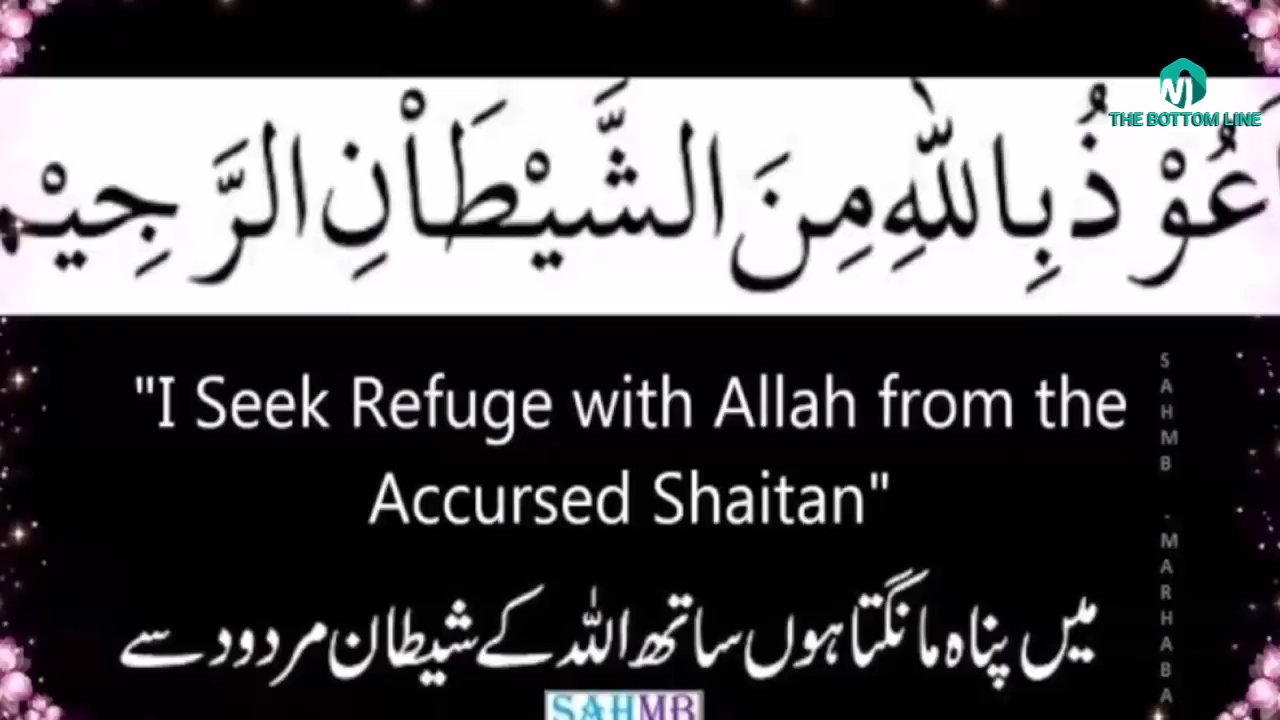 عُوْذُ بِاللّٰهِ مِنَ الشَّيْطَاْنِ الرَّجِيْم
THE BOTTOM LINE
"I Seek Refuge with Allah from the
Accursed Shaitan"
میں پناہ مانگتا ہوں ساتھ اللہ کے شیطان مردود سے
SAHMB
SAHMB - MARHABA